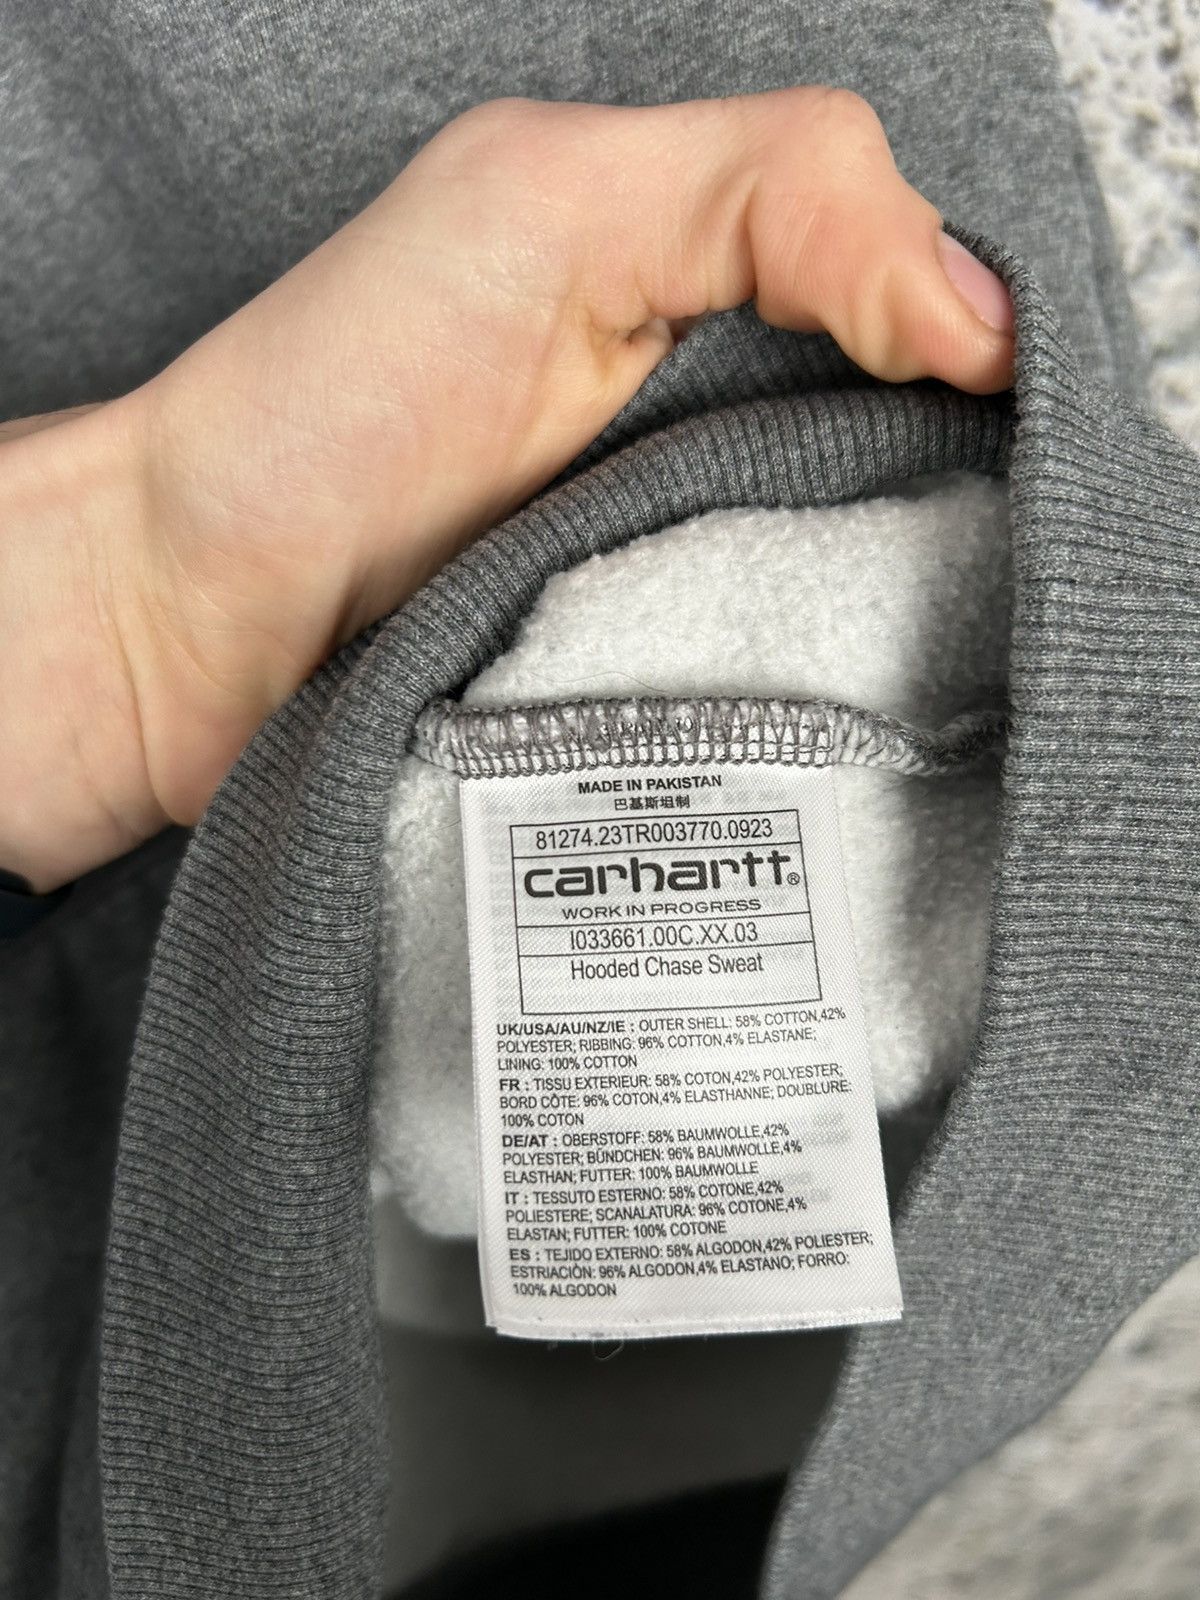 MADE IN PAKISTAN
巴基斯坦制
81274.23TR003770.0923
carhartt®
WORK IN PROGRESS
I033661.00C.XX.03
Hooded Chase Sweat
UK/USA/AU/NZ/IE : OUTER SHELL: 58% COTTON,42%
POLYESTER; RIBBING: 96% COTTON,4% ELASTANE;
LINING: 100% COTTON
FR : TISSU EXTERIEUR: 58% COTON,42% POLYESTER;
BORD CÔTE: 96% COTON,4% ELASTHANNE; DOUBLURE:
100% COTON
DE/AT : OBERSTOFF: 58% BAUMWOLLE,42%
POLYESTER; BÜNDCHEN: 96% BAUMWOLLE,4%
ELASTHAN; FUTTER: 100% BAUMWOLLE
IT : TESSUTO ESTERNO: 58% COTONE,42%
POLIESTERE; SCANALATURA: 96% COTONE,4%
ELASTAN; FUTTER: 100% COTONE
ES : TEJIDO EXTERNO: 58% ALGODON,42% POLIESTER;
ESTRIACIÒN: 96% ALGODON,4% ELASTANO; FORRO:
100% ALGODON